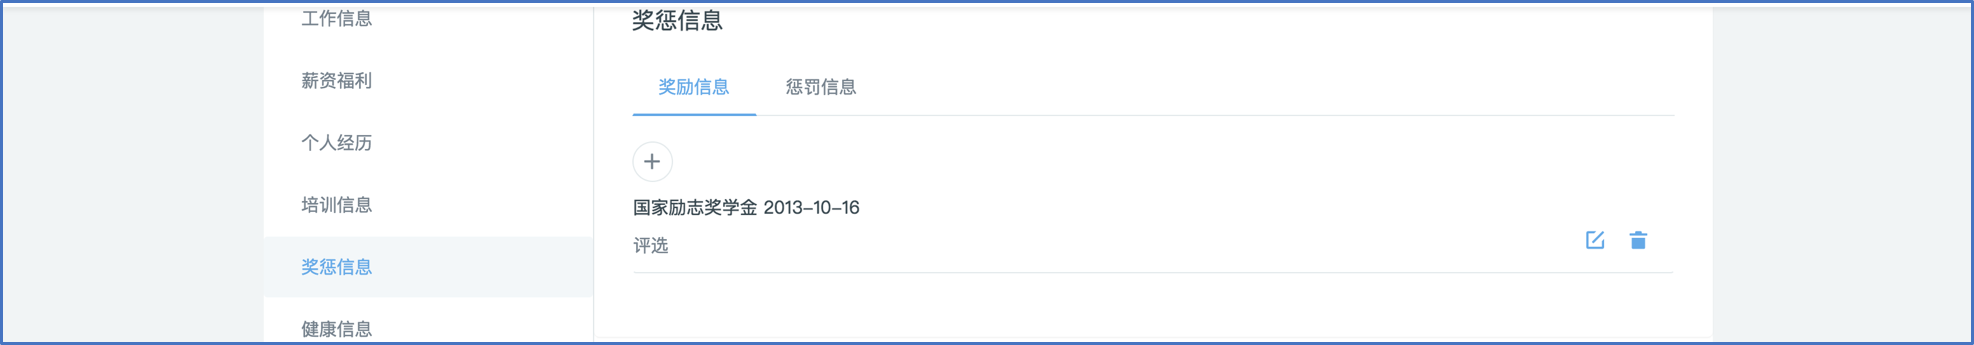 工作信息
薪资福利
个人经历
培训信息
奖惩信息
健康信息
奖惩信息
奖励信息 惩罚信息
国家励志奖学金 2013-10-16
评选